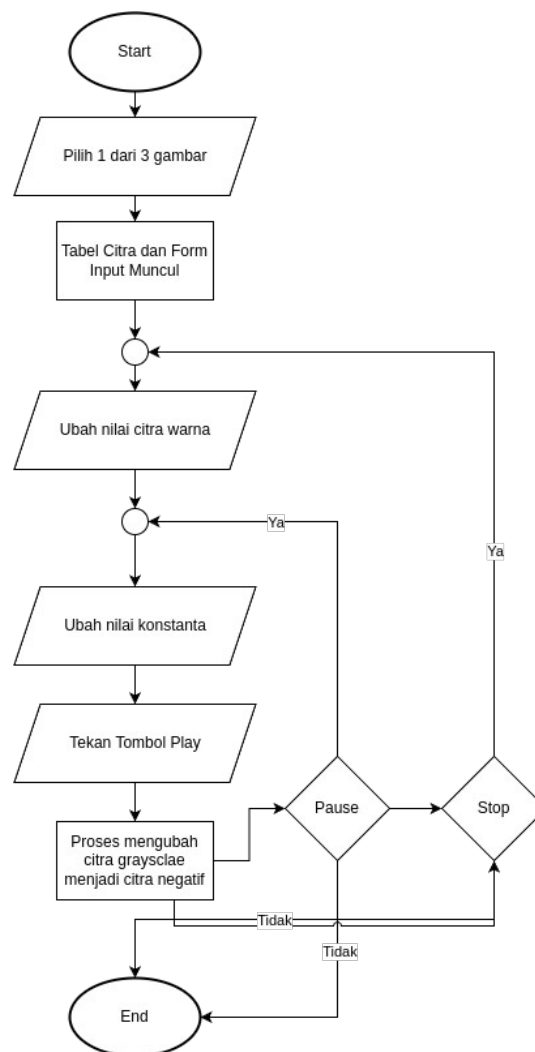 Start
Pilih 1 dari 3 gambar
Tabel Citra dan Form
Input Muncul
Ubah nilai citra warna
Ya
Ya
Ubah nilai konstanta
Tekan Tombol Play
Proses mengubah
citra graysclae
menjadi citra negatif
Pause
Stop
Tidak
Tidak
End